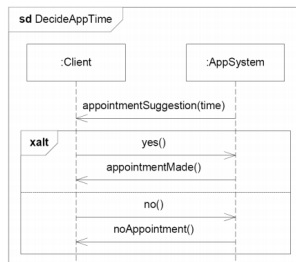 sd DecideAppTime
:Client
:AppSystem
appointmentSuggestion(time)
xalt
yes()
appointmentMade()
no()
noAppointment()